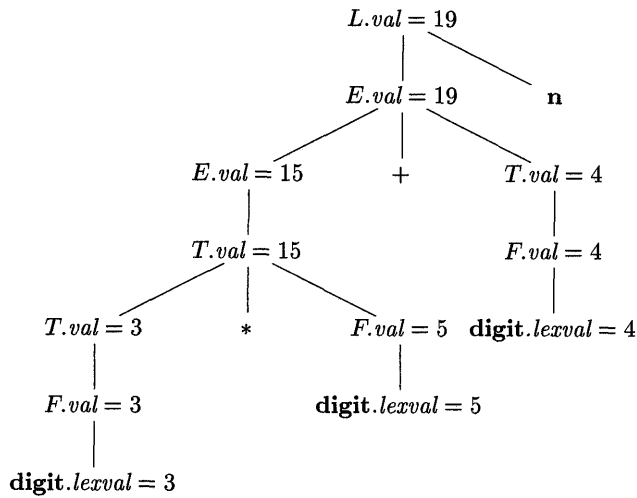 L.val = 19
E.val = 19 n
E.val = 15 + T.val = 4
T.val = 15 F.val = 4
T.val = 3 * F.val = 5 digit.lexval = 4
F.val = 3 digit.lexval = 5
digit.lexval = 3